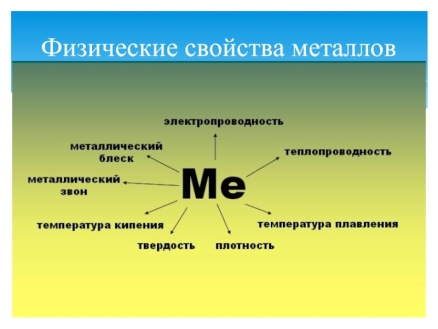 Физические свойства металлов
электропроводность
металлический
блеск
теплопроводность
металлический
звон
Me
температура кипения
температура плавления
твердость
плотность